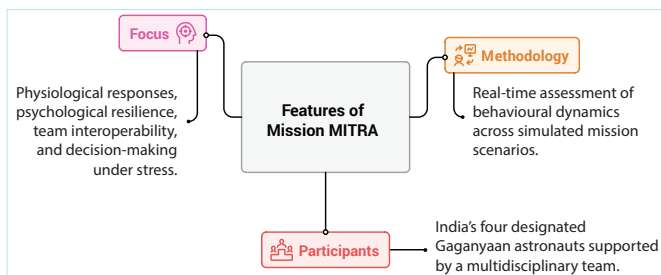 Focus
Physiological responses,
psychological resilience,
team interoperability,
and decision-making
under stress.
Features of
Mission MITRA
Methodology
Real-time assessment of
behavioural dynamics
across simulated mission
scenarios.
Participants
India's four designated
Gaganyaan astronauts supported
by a multidisciplinary team.